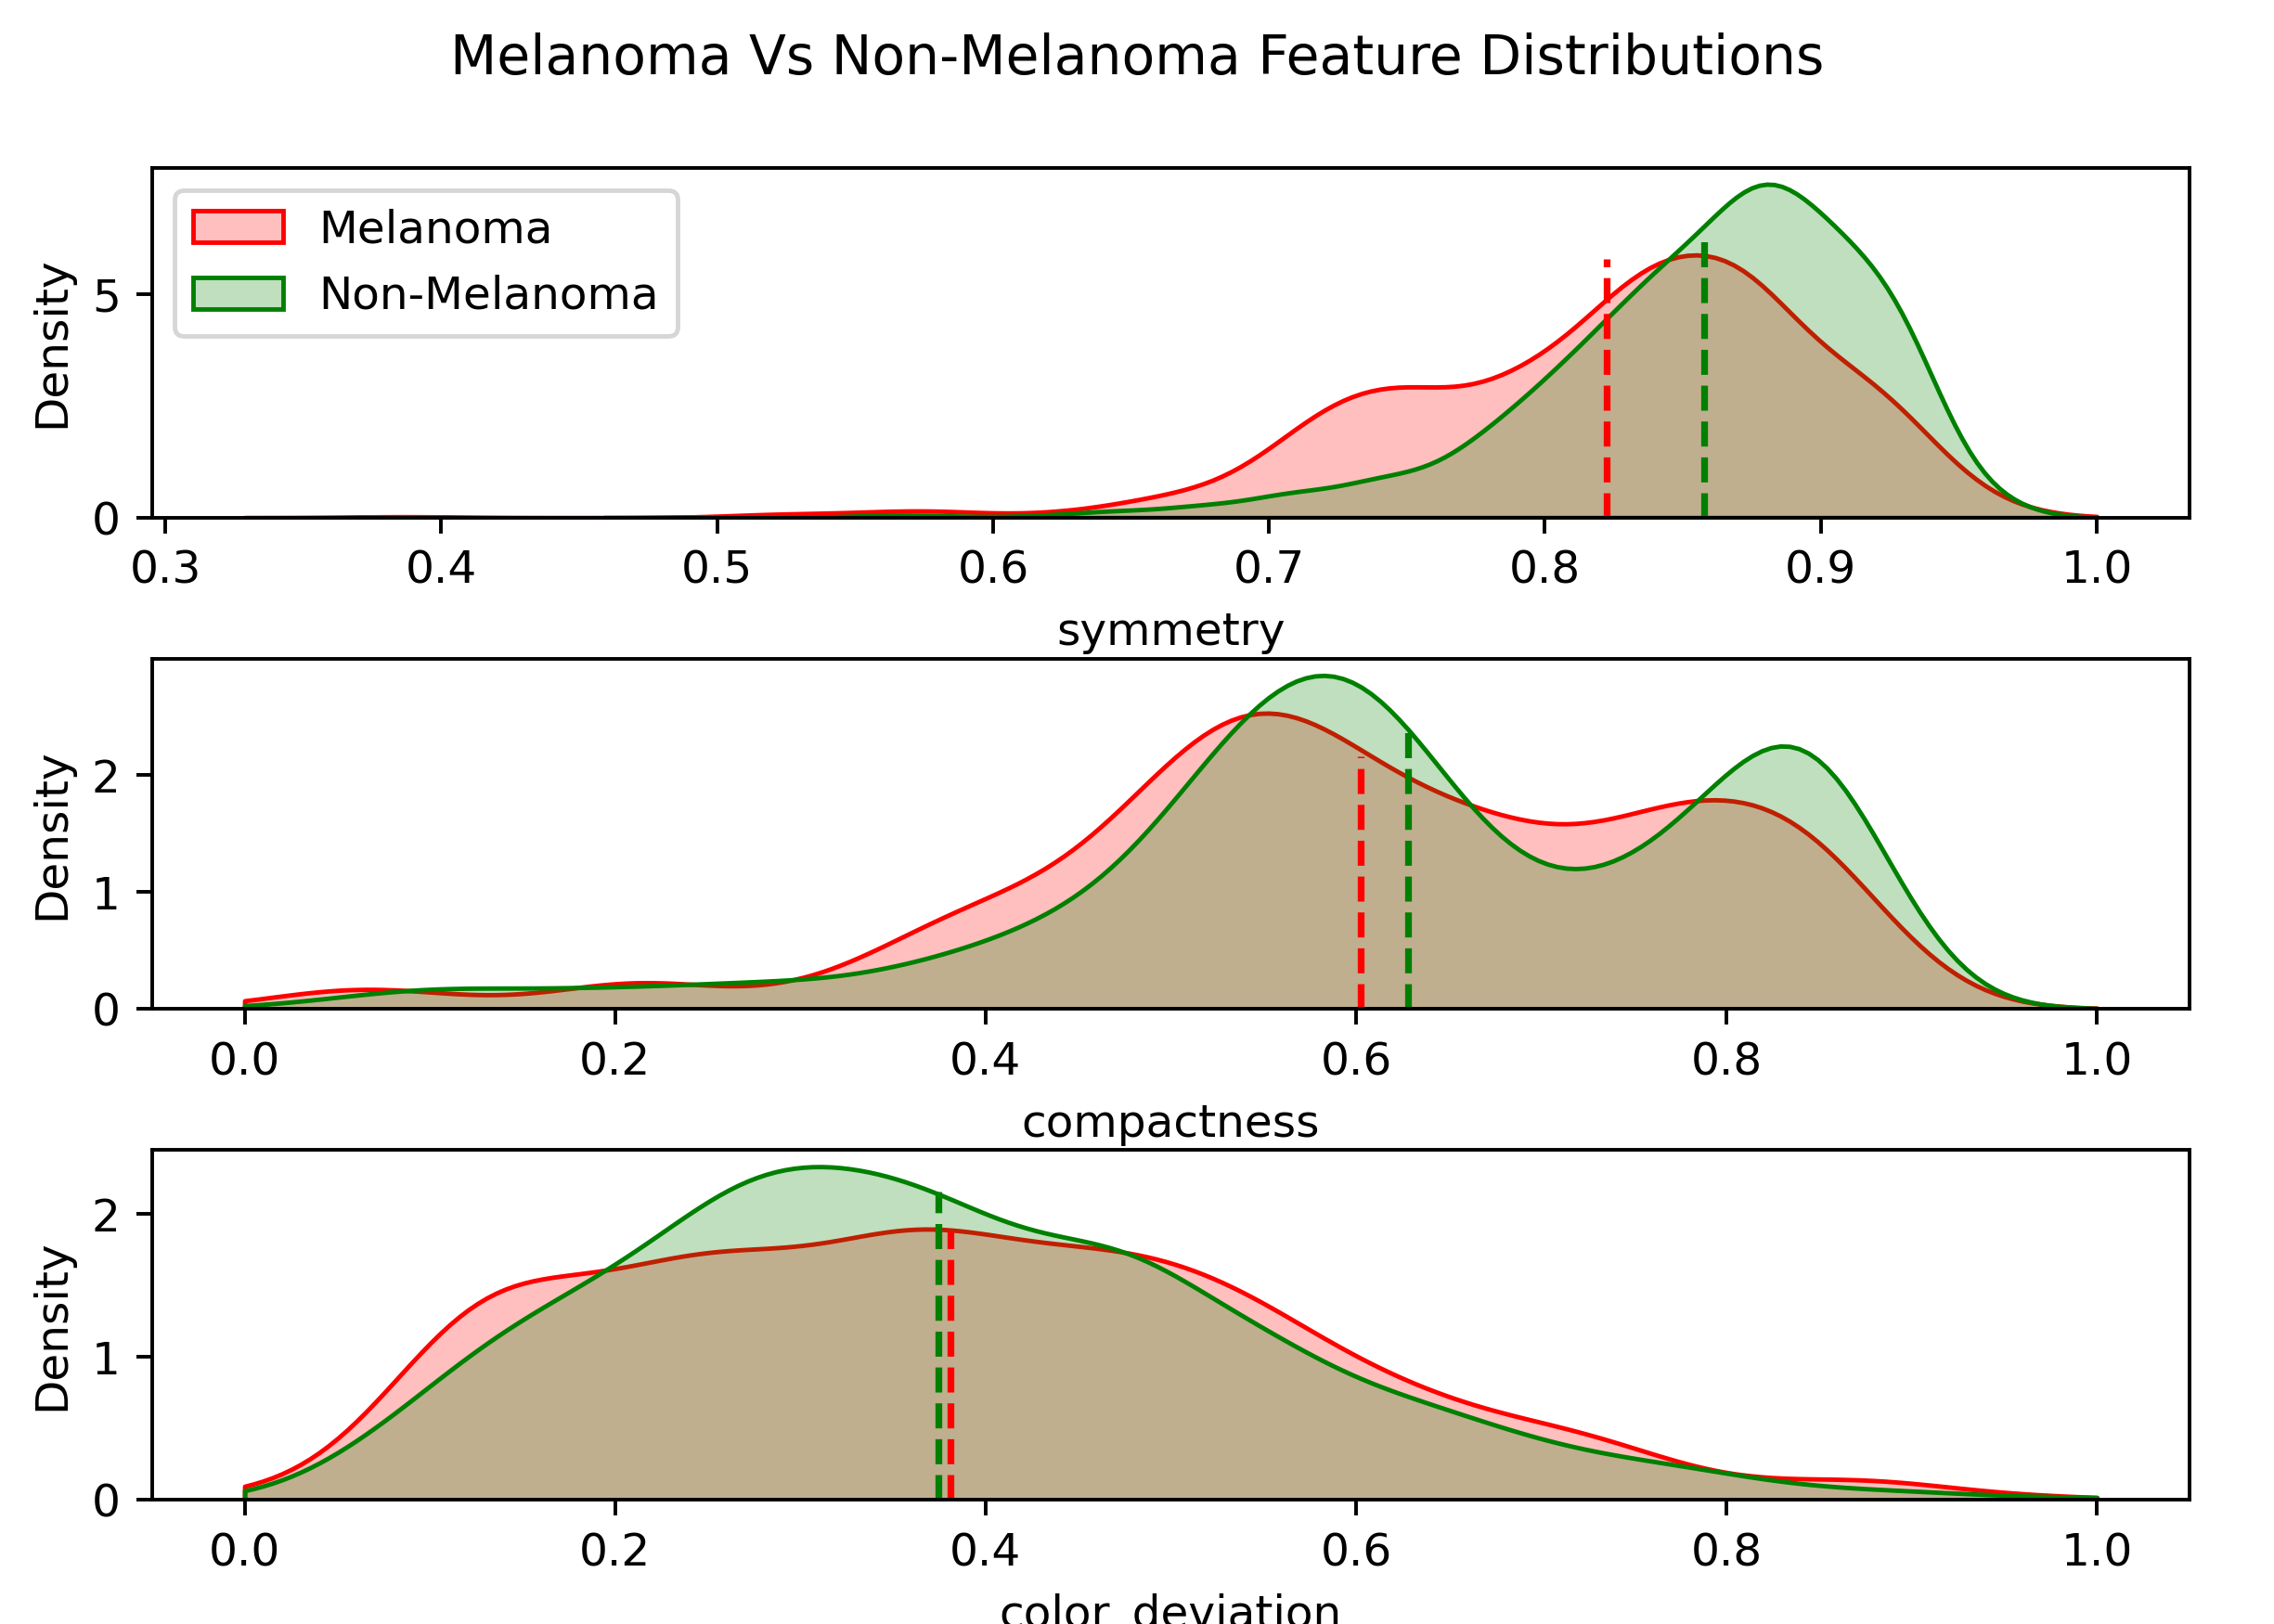 Melanoma Vs Non-Melanoma Feature Distributions
Melanoma
Non-Melanoma
Density
5
0
0.3 0.4 0.5 0.6 0.7 0.8 0.9 1.0
symmetry
Density
2
1
0
0.0 0.2 0.4 0.6 0.8 1.0
compactness
Density
2
1
0
0.0 0.2 0.4 0.6 0.8 1.0
color_deviation